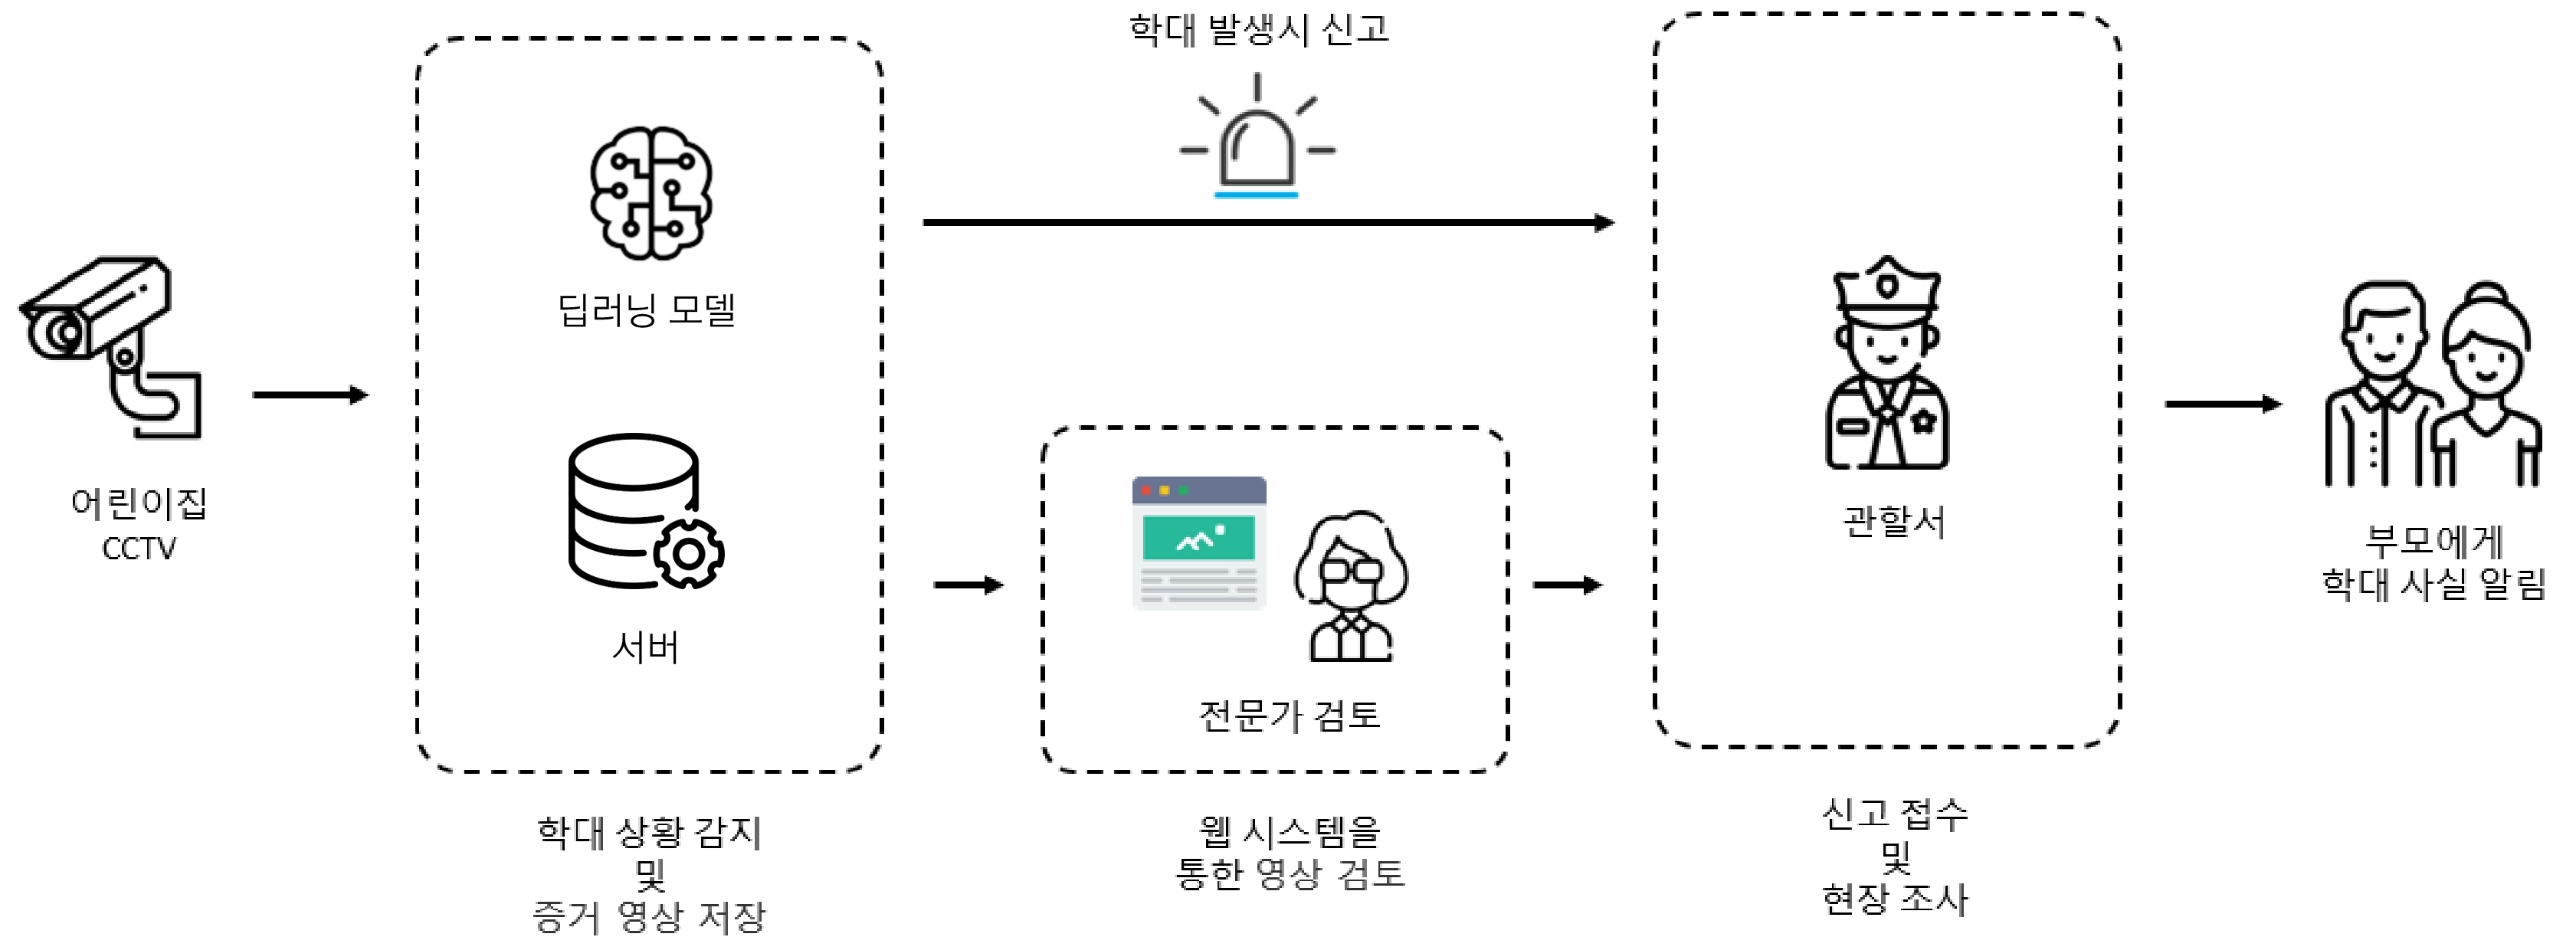 학대 발생시 신고
딥러닝 모델
서버
어린이집
CCTV
전문가 검토
관할서
부모에게
학대 사실 알림
학대 상황 감지
및
증거 영상 저장
웹 시스템을
통한 영상 검토
신고 접수
및
현장 조사